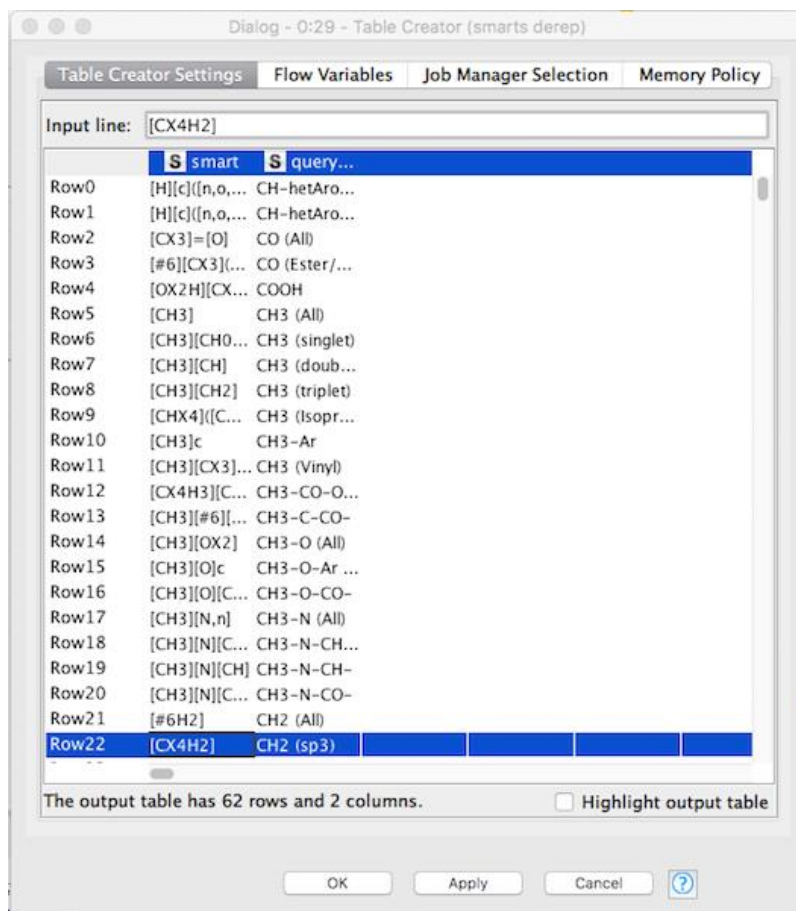 Dialog - 0:29 - Table Creator (smarts derep)
Table Creator Settings Flow Variables Job Manager Selection Memory Policy
Input line: [CX4H2]
S smart S query...
Row0 [H][c]([n,o,... CH-hetAro...
Row1 [H][c]([n,o,... CH-hetAro...
Row2 [CX3]=[O] CO (All)
Row3 [#6][CX3](... CO (Ester/...
Row4 [OX2H][CX... COOH
Row5 [CH3] CH3 (All)
Row6 [CH3][CH0... CH3 (singlet)
Row7 [CH3][CH] CH3 (doub...
Row8 [CH3][CH2] CH3 (triplet)
Row9 [CHX4]([C... CH3 (Isopr...
Row10 [CH3]c CH3-Ar
Row11 [CH3][CX3]... CH3 (Vinyl)
Row12 [CX4H3][C... CH3-CO-O...
Row13 [CH3][#6][... CH3-C-CO-
Row14 [CH3][OX2] CH3-O (All)
Row15 [CH3][O]c CH3-O-Ar ...
Row16 [CH3][O][C... CH3-O-CO-
Row17 [CH3][N,n] CH3-N (All)
Row18 [CH3][N][C... CH3-N-CH...
Row19 [CH3][N][CH] CH3-N-CH-
Row20 [CH3][N][C... CH3-N-CO-
Row21 [#6H2] CH2 (All)
Row22 [CX4H2] CH2 (sp3)
The output table has 62 rows and 2 columns. Highlight output table
OK Apply Cancel ?